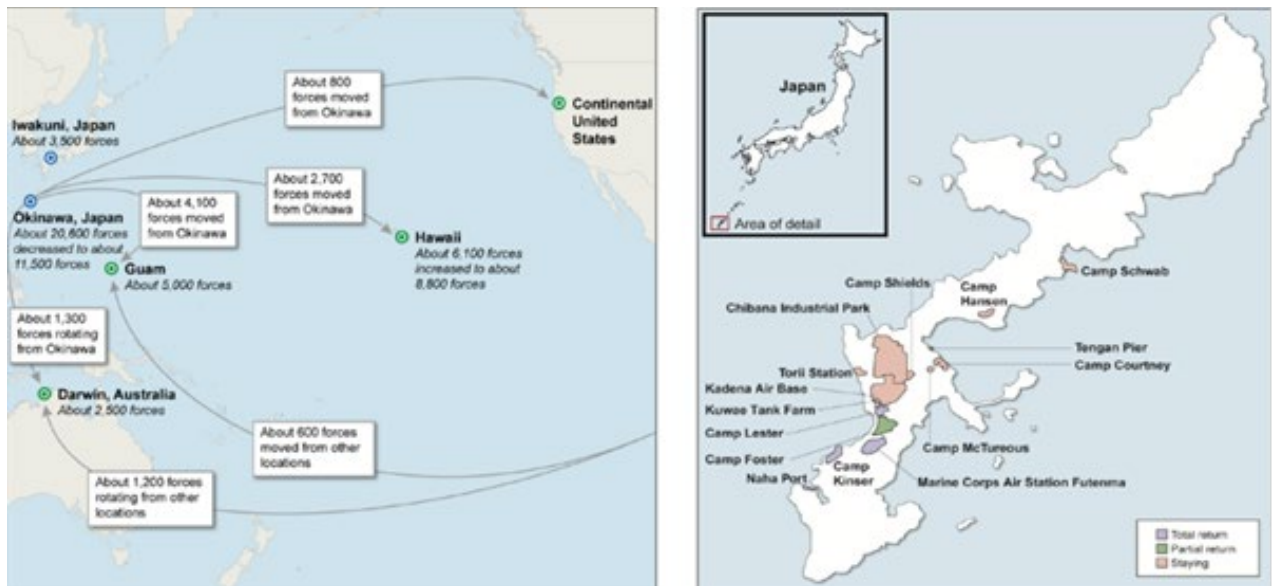 About 800
forces moved
from Okinawa
Continental
United
States
Iwakuni, Japan
About 3,500 forces
About 2,700
forces moved
from Okinawa
About 4,100
forces moved
from Okinawa
Okinawa, Japan
About 20,600 forces
decreased to about
11,500 forces
Hawaii
About 6,100 forces
increased to about
8,800 forces
Guam
About 5,000 forces
About 1,300
forces rotating
from Okinawa
Darwin, Australia
About 2,500 forces
About 600 forces
moved from other
locations
About 1,200 forces
rotating from other
locations
Japan
Area of detail
Camp Schwab
Camp Shields
Camp
Hansen
Chibana Industrial Park
Tengan Pier
Camp Courtney
Torii Station
Kadena Air Base
Kuwae Tank Farm
Camp Lester
Camp McTureous
Camp Foster
Camp
Kinser
Naha Port
Marine Corps Air Station Futenma
Total return
Partial return
Staying